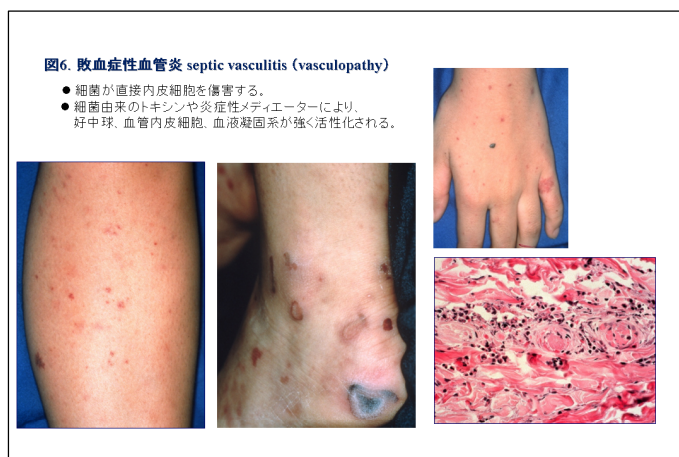 図6. 敗血症性血管炎 septic vasculitis (vasculopathy)
● 細菌が直接内皮細胞を傷害する。
● 細菌由来のトキシンや炎症性メディエーターにより、
好中球、血管内皮細胞、血液凝固系が強く活性化される。